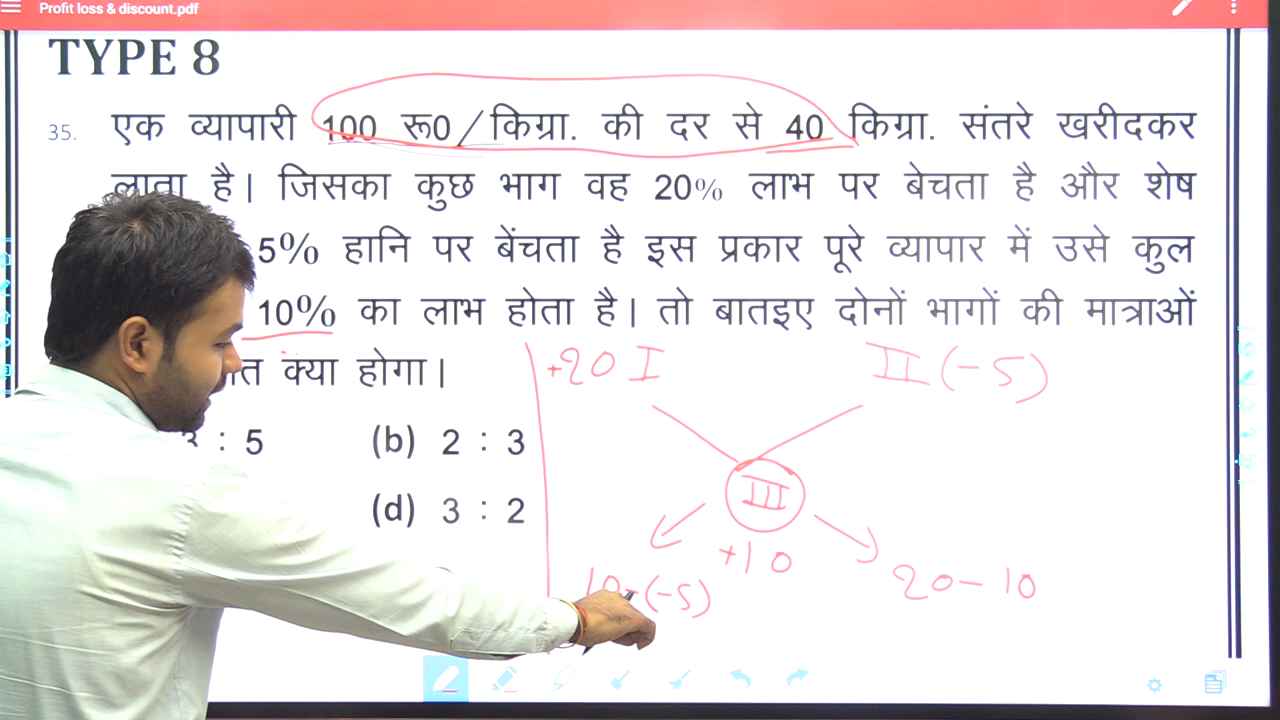 Profit loss & discount.pdf
TYPE 8
35. एक व्यापारी 100 रू0/किग्रा. की दर से 40 किग्रा. संतरे खरीदकर
लाता है। जिसका कुछ भाग वह 20% लाभ पर बेचता है और शेष
5% हानि पर बेंचता है इस प्रकार पूरे व्यापार में उसे कुल
10% का लाभ होता है। तो बातइए दोनों भागों की मात्राओं
क्या होगा।
+20 I II (-5)
3 : 5 (b) 2 : 3
III
(d) 3 : 2
+10
10-(-5) 20-10